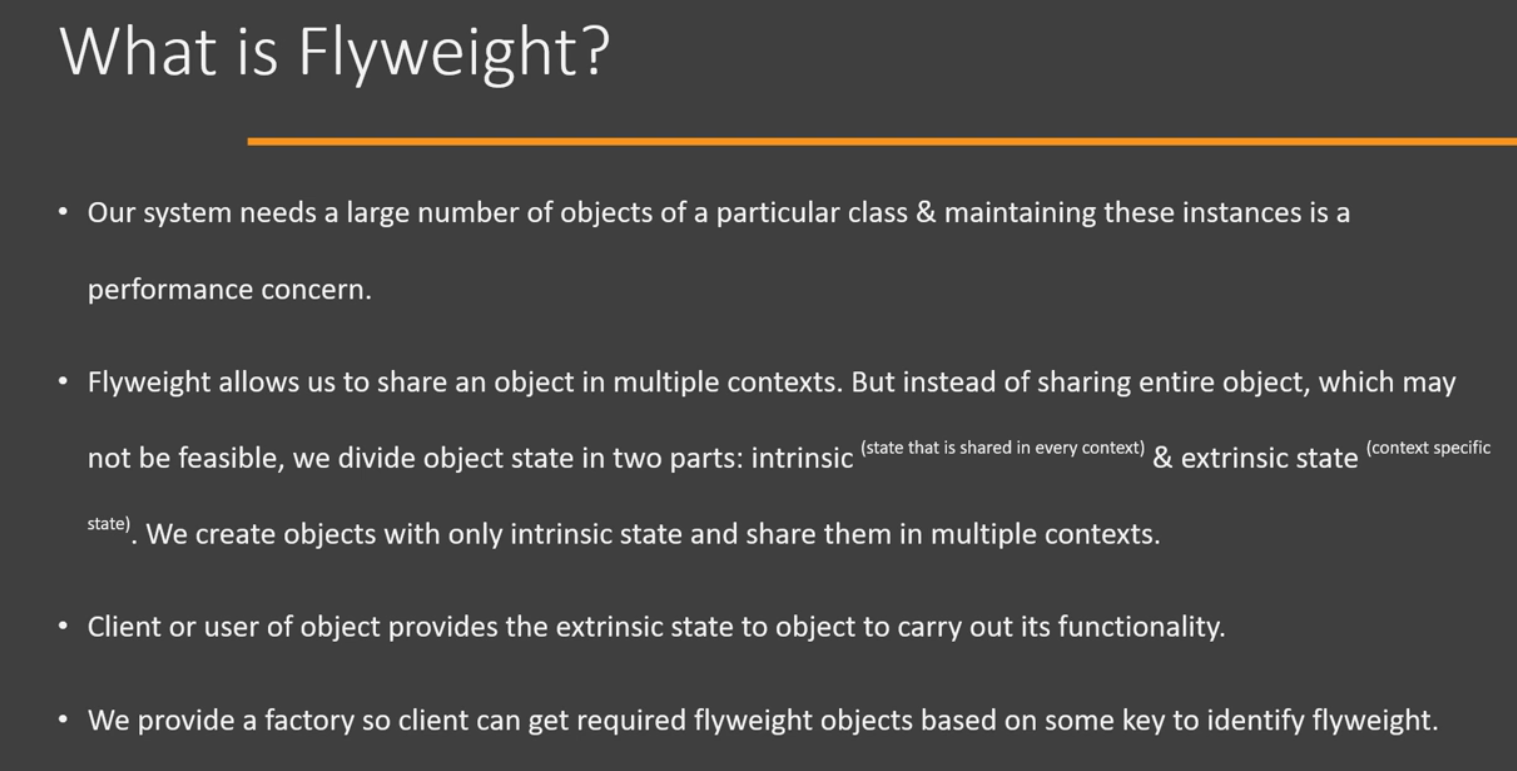 What is Flyweight?
• Our system needs a large number of objects of a particular class & maintaining these instances is a
performance concern.
• Flyweight allows us to share an object in multiple contexts. But instead of sharing entire object, which may
not be feasible, we divide object state in two parts: intrinsic (state that is shared in every context) & extrinsic state (context specific
state). We create objects with only intrinsic state and share them in multiple contexts.
• Client or user of object provides the extrinsic state to object to carry out its functionality.
• We provide a factory so client can get required flyweight objects based on some key to identify flyweight.